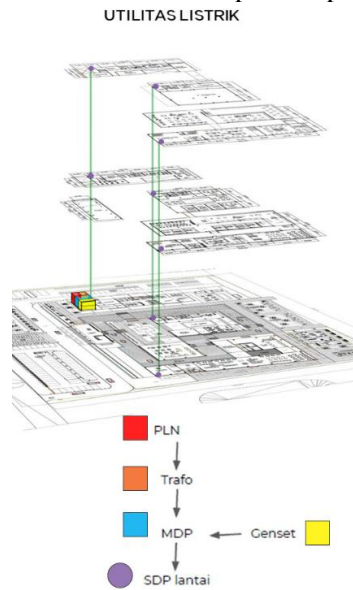 UTILITAS LISTRIK
PLN
Trafo
MDP
Genset
SDP lantai